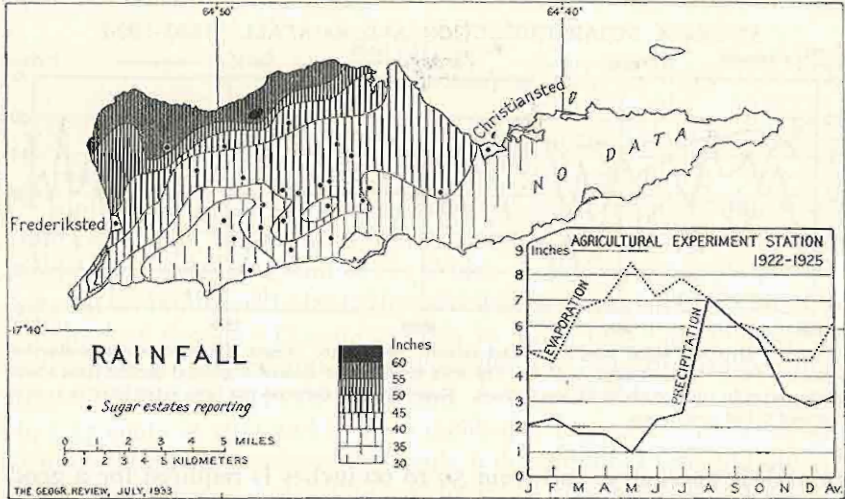 64°50'
64°40'
Christiansted
NO DATA
Frederiksted
17°40'
RAINFALL
• Sugar estates reporting
0 1 2 3 4 5 MILES
0 1 2 3 4 5 KILOMETERS
THE GEOGR. REVIEW, JULY, 1933
Inches
60
55
50
45
40
35
30
AGRICULTURAL EXPERIMENT STATION
1922-1925
Inches
9
8
7
6
5
4
3
2
1
0
EVAPORATION
PRECIPITATION
J F M A M J J A S O N D Av.